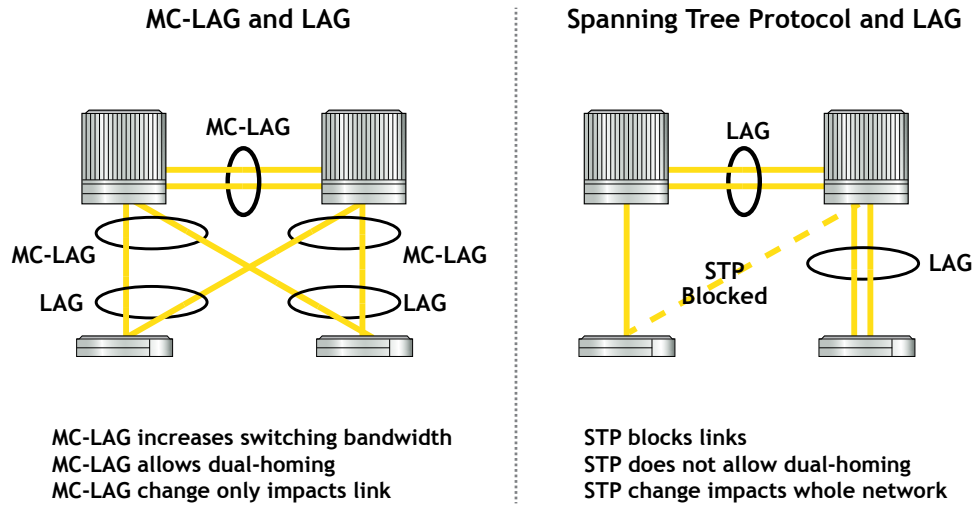 MC-LAG and LAG
MC-LAG
MC-LAG
MC-LAG
LAG
LAG
MC-LAG increases switching bandwidth
MC-LAG allows dual-homing
MC-LAG change only impacts link
Spanning Tree Protocol and LAG
LAG
LAG
STP
Blocked
STP blocks links
STP does not allow dual-homing
STP change impacts whole network